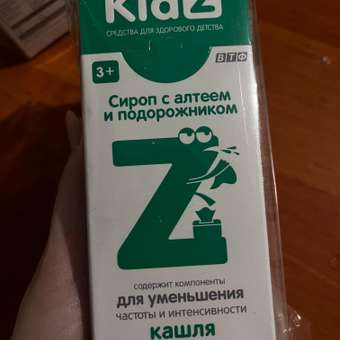 KidZ
СРЕДСТВА ДЛЯ ЗДОРОВОГО ДЕТСТВА
3+
ВТФ
Сироп с алтеем
и подорожником
Z
содержит компоненты
для уменьшения
частоты и интенсивности
кашля